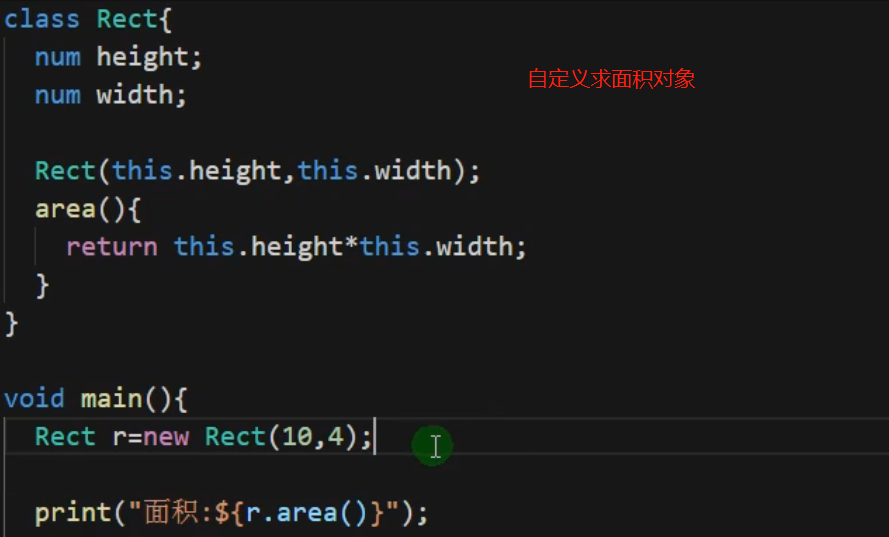 class Rect{
num height;
自定义求面积对象
num width;
Rect(this.height,this.width);
area(){
return this.height*this.width;
}
}
void main(){
Rect r=new Rect(10,4);
print("面积:${r.area()}");